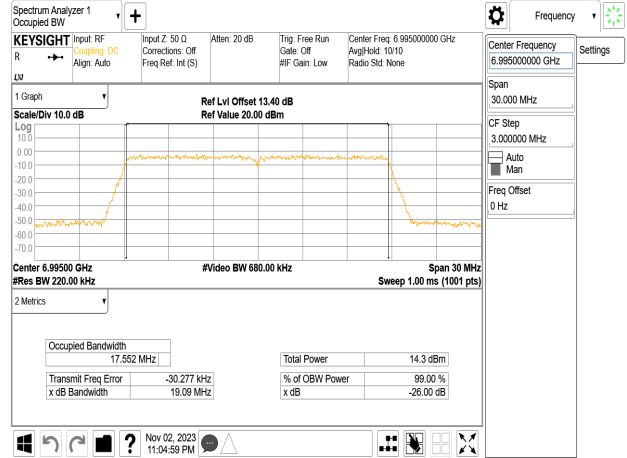 Spectrum Analyzer 1
Occupied BW
Frequency
KEYSIGHT
R
Input: RF
Coupling: DC
Align: Auto
Input Z: 50 Ω
Corrections: Off
Freq Ref: Int (S)
Atten: 20 dB
Trig: Free Run
Gate: Off
#IF Gain: Low
Center Freq: 6.995000000 GHz
Avg|Hold: 10/10
Radio Std: None
Center Frequency
6.995000000 GHz
Settings
Span
30.000 MHz
CF Step
3.000000 MHz
Auto
Man
Freq Offset
0 Hz
1 Graph
Scale/Div 10.0 dB
Ref Lvl Offset 13.40 dB
Ref Value 20.00 dBm
Log
10.0
0.00
-10.0
-20.0
-30.0
-40.0
-50.0
-60.0
-70.0
Center 6.99500 GHz
#Res BW 220.00 kHz
#Video BW 680.00 kHz
Span 30 MHz
Sweep 1.00 ms (1001 pts)
2 Metrics
Occupied Bandwidth
17.552 MHz
Total Power 14.3 dBm
Transmit Freq Error -30.277 kHz
% of OBW Power 99.00 %
x dB Bandwidth 19.09 MHz
x dB -26.00 dB
?
Nov 02, 2023
11:04:59 PM